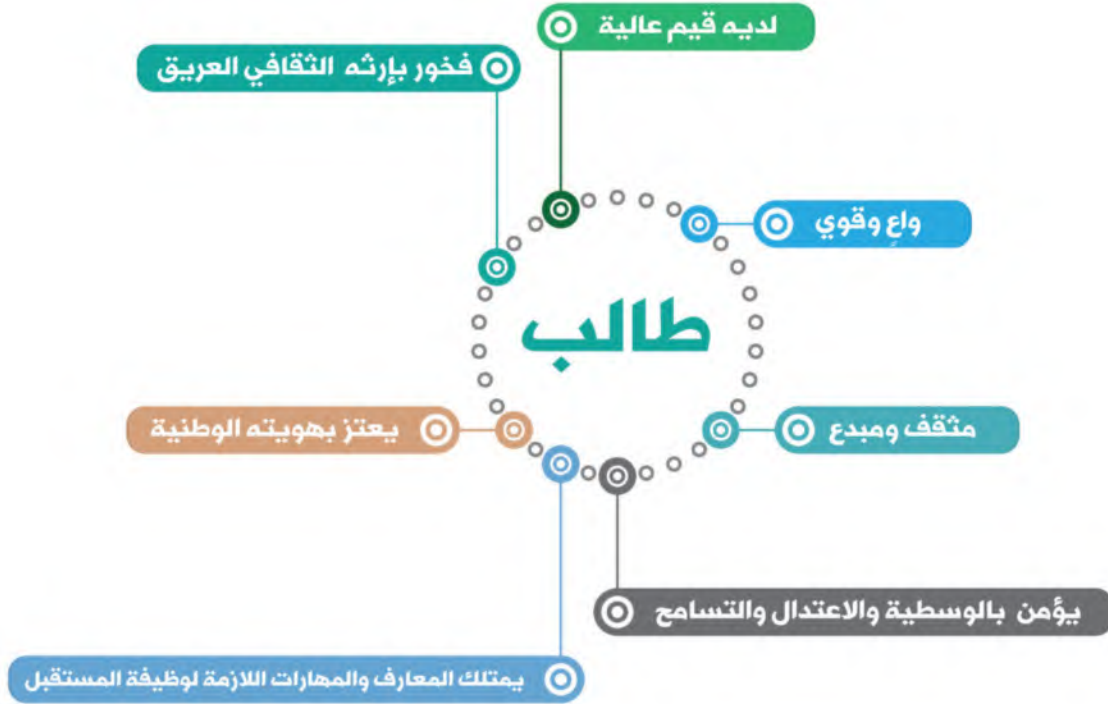 لديه قيم عالية
فخور بإرثه الثقافي العريق
واعٍ وقوي
طالب
مثقف ومبدع
يعتز بهويته الوطنية
يؤمن بالوسطية والاعتدال والتسامح
يمتلك المعارف والمهارات اللازمة لوظيفة المستقبل